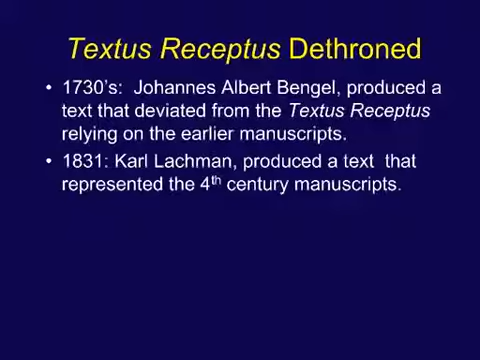 Textus Receptus Dethroned
• 1730's: Johannes Albert Bengel, produced a
text that deviated from the Textus Receptus
relying on the earlier manuscripts.
• 1831: Karl Lachman, produced a text that
represented the 4th century manuscripts.